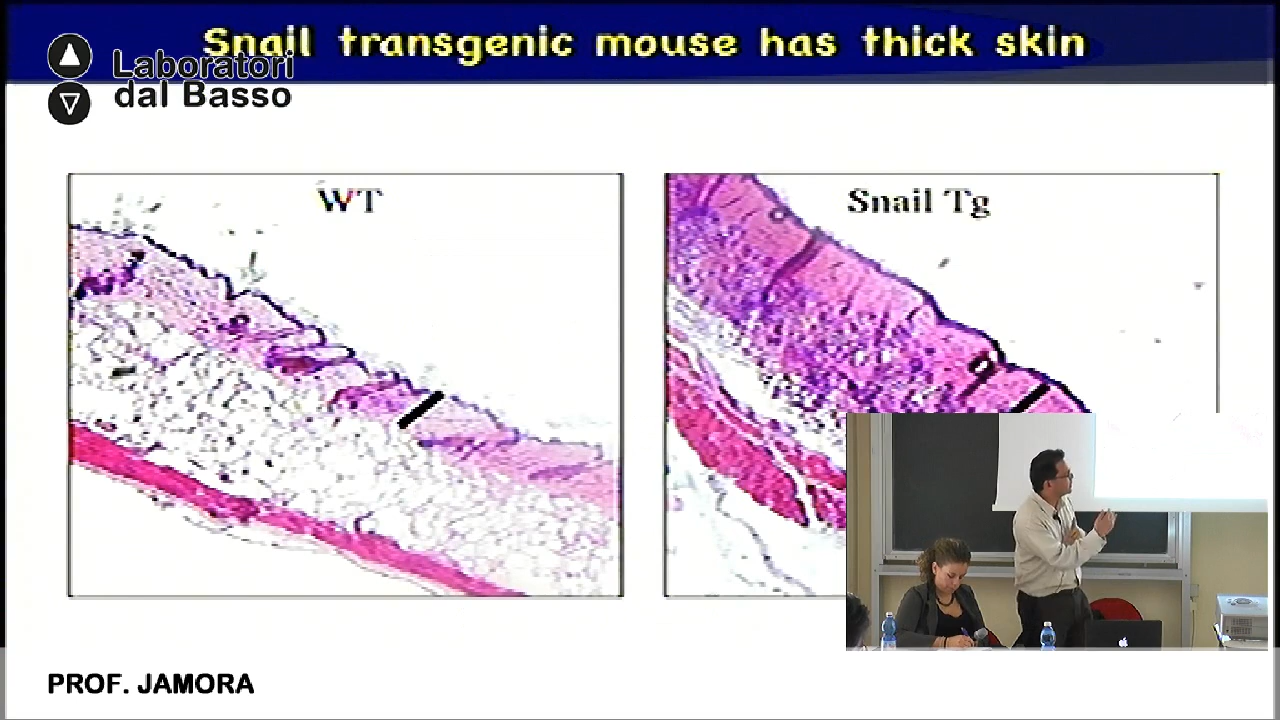 Snail transgenic mouse has thick skin
Laboratori
dal Basso
WT
Snail Tg
PROF. JAMORA